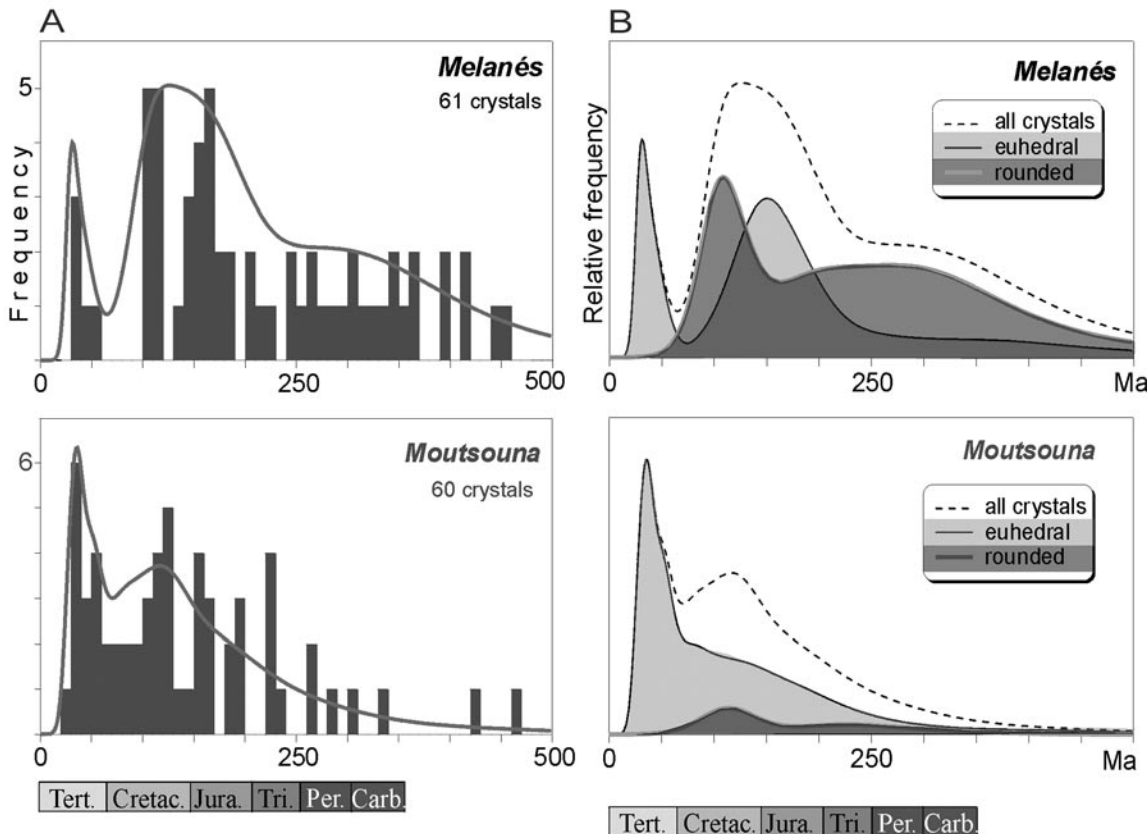 A
B
Melanés
61 crystals
5
Frequency
0
250
500
Melanés
all crystals
euhedral
rounded
Relative frequency
0
250
Ma
Moutsouna
60 crystals
6
0
250
500
Moutsouna
all crystals
euhedral
rounded
0
250
Ma
Tert. Cretac. Jura. Tri. Per. Carb.
Tert. Cretac. Jura. Tri. Per. Carb.